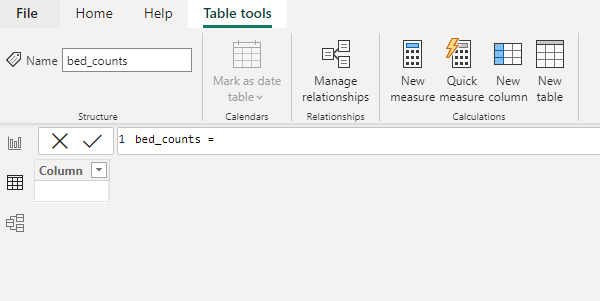 File Home Help Table tools
Name bed_counts
Mark as date table
Manage relationships
New measure
Quick measure
New column
New table
Structure Calendars Relationships Calculations
1 bed_counts =
Column